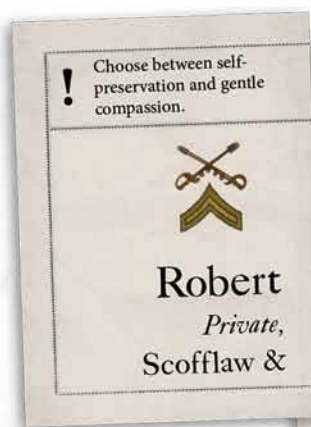 ! Choose between self-
preservation and gentle
compassion.
Robert
Private,
Scofflaw &